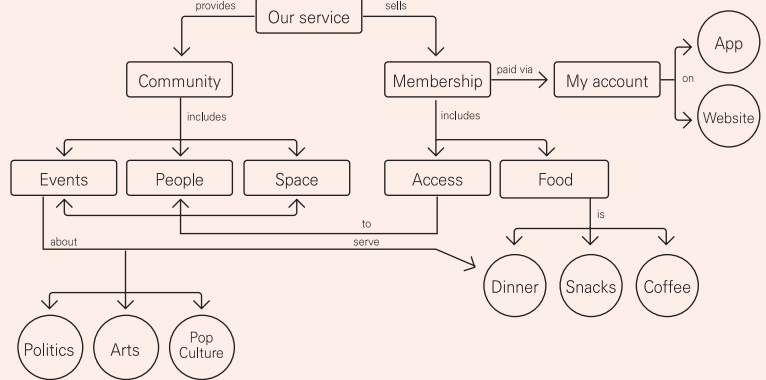 provides
Our service
sells
Community
Membership
paid via
My account
App
on
Website
includes
includes
Events
People
Space
Access
Food
to
is
about
serve
Dinner
Snacks
Coffee
Politics
Arts
Pop
Culture